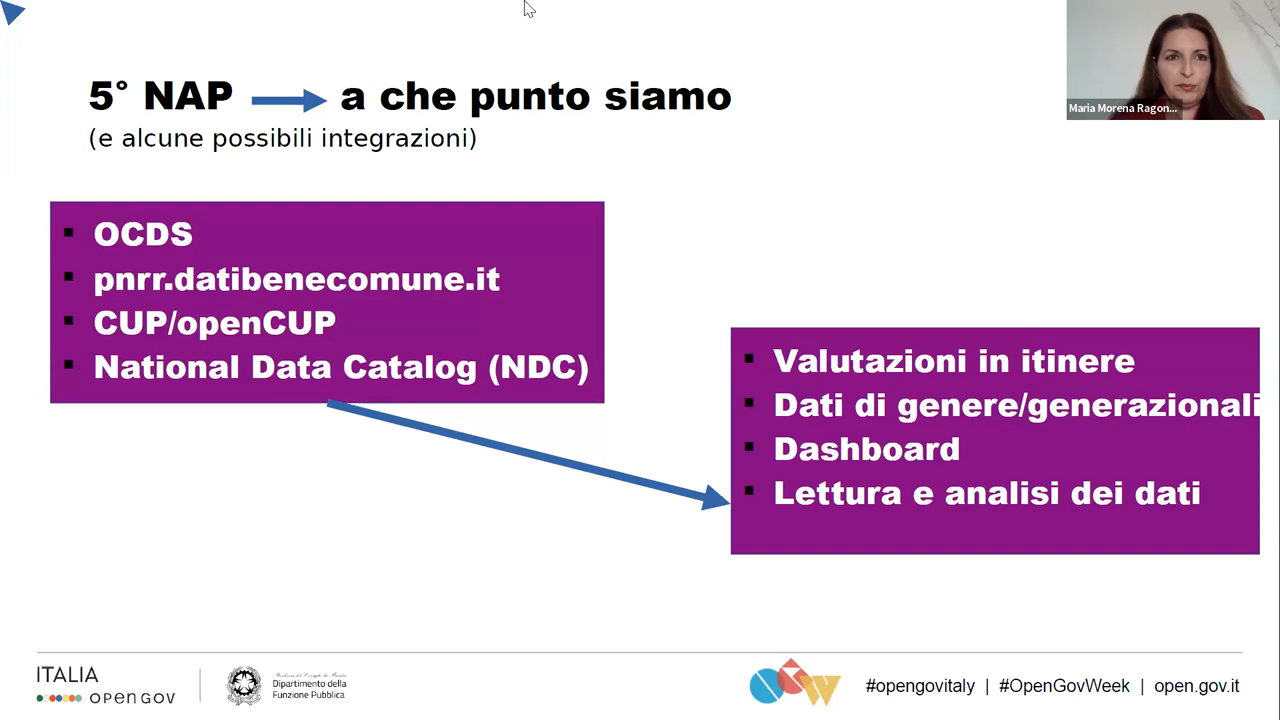 5° NAP a che punto siamo
(e alcune possibili integrazioni)
Maria Morena Ragon...
OCDS
pnrr.datibenecomune.it
CUP/openCUP
National Data Catalog (NDC)
Valutazioni in itinere
Dati di genere/generazionali
Dashboard
Lettura e analisi dei dati
ITALIA
open gov
Dipartimento della
Funzione Pubblica
OGW
#opengovitaly | #OpenGovWeek | open.gov.it